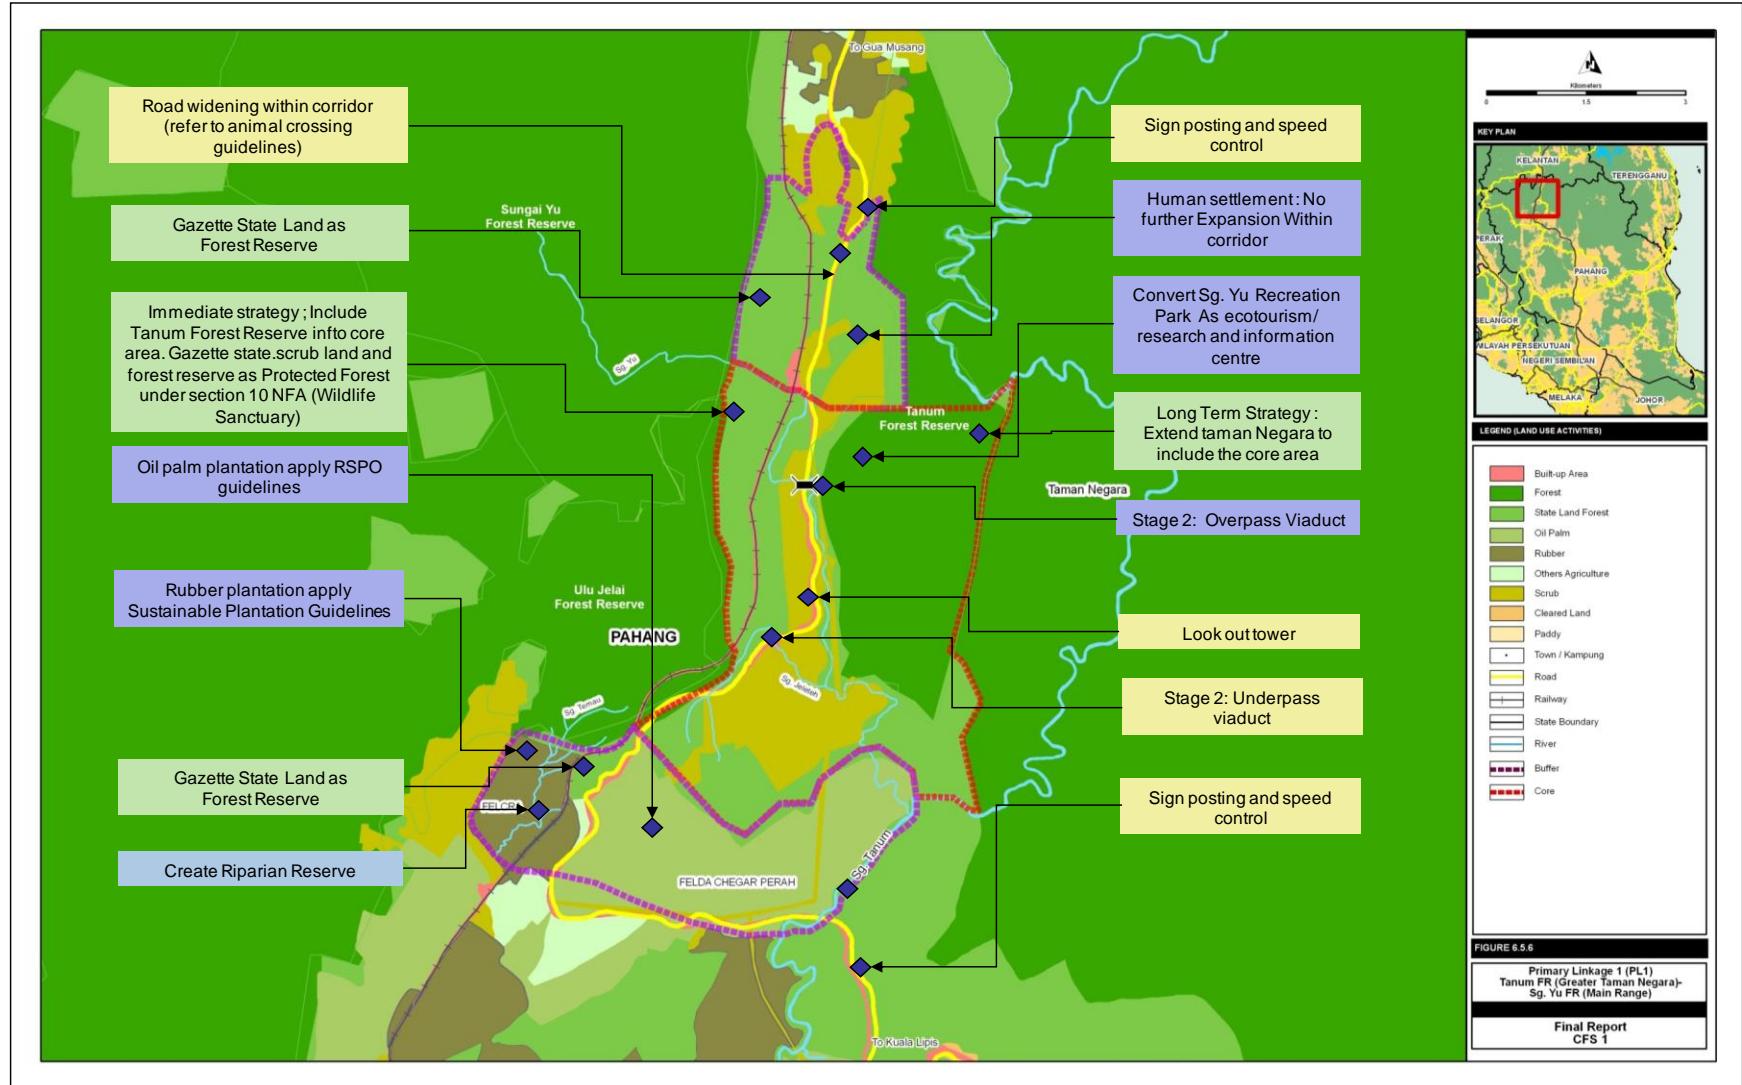 Road widening within corridor
(refer to animal crossing
guidelines)
Gazette State Land as
Forest Reserve
Immediate strategy ; Include
Tanum Forest Reserve infto core
area. Gazette state.scrub land and
forest reserve as Protected Forest
under section 10 NFA (Wildlife
Sanctuary)
Oil palm plantation apply RSPO
guidelines
Rubber plantation apply
Sustainable Plantation Guidelines
Gazette State Land as
Forest Reserve
Create Riparian Reserve
To Gua Musang
Sungai Yu
Forest Reserve
Sg. Yu
Tanum
Forest Reserve
Taman Negara
Ulu Jelai
Forest Reserve
PAHANG
Sg. Jeleteh
Sg. Temau
FELCRA
FELDA CHEGAR PERAH
Sg. Tanum
To Kuala Lipis
Sign posting and speed
control
Human settlement : No
further Expansion Within
corridor
Convert Sg. Yu Recreation
Park As ecotourism/
research and information
centre
Long Term Strategy :
Extend taman Negara to
include the core area
Stage 2: Overpass Viaduct
Look out tower
Stage 2: Underpass
viaduct
Sign posting and speed
control
N
Kilometers
0 1.5 3
KEY PLAN
KELANTAN
TERENGGANU
PERAK
PAHANG
SELANGOR
WILAYAH PERSEKUTUAN
NEGERI SEMBILAN
MELAKA
JOHOR
LEGEND (LAND USE ACTIVITIES)
Built-up Area
Forest
State Land Forest
Oil Palm
Rubber
Others Agriculture
Scrub
Cleared Land
Paddy
Town / Kampung
Road
Railway
State Boundary
River
Buffer
Core
FIGURE 6.5.6
Primary Linkage 1 (PL1)
Tanum FR (Greater Taman Negara)-
Sg. Yu FR (Main Range)
Final Report
CFS 1